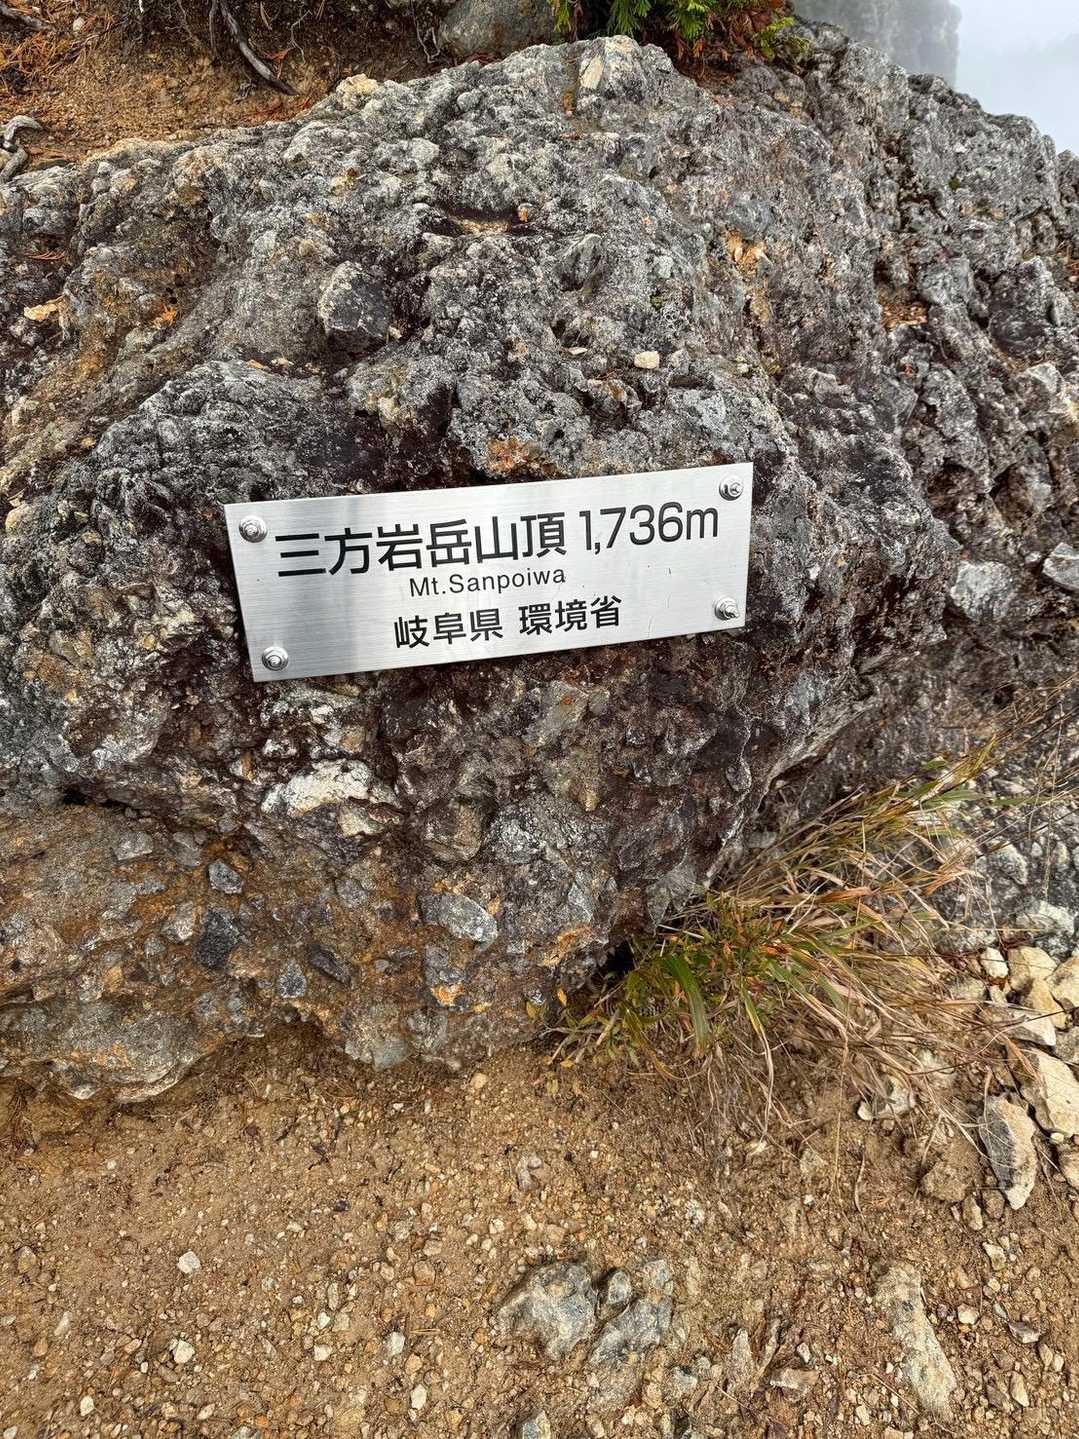 三方岩岳山頂 1,736m
Mt.Sanpoiwa
岐阜県 環境省